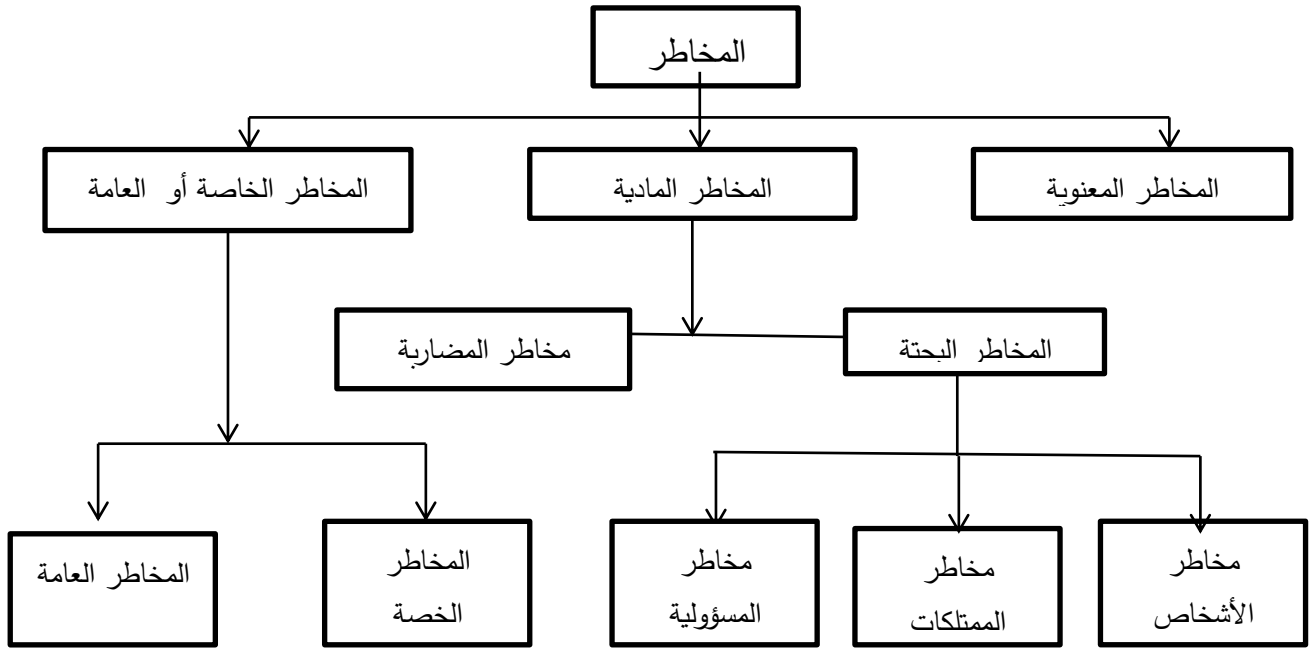 المخاطر
المخاطر المعنوية
المخاطر المادية
المخاطر الخاصة أو العامة
المخاطر البحتة
مخاطر المضاربة
مخاطر
الأشخاص
مخاطر
الممتلكات
مخاطر
المسؤولية
المخاطر
الخصة
المخاطر العامة